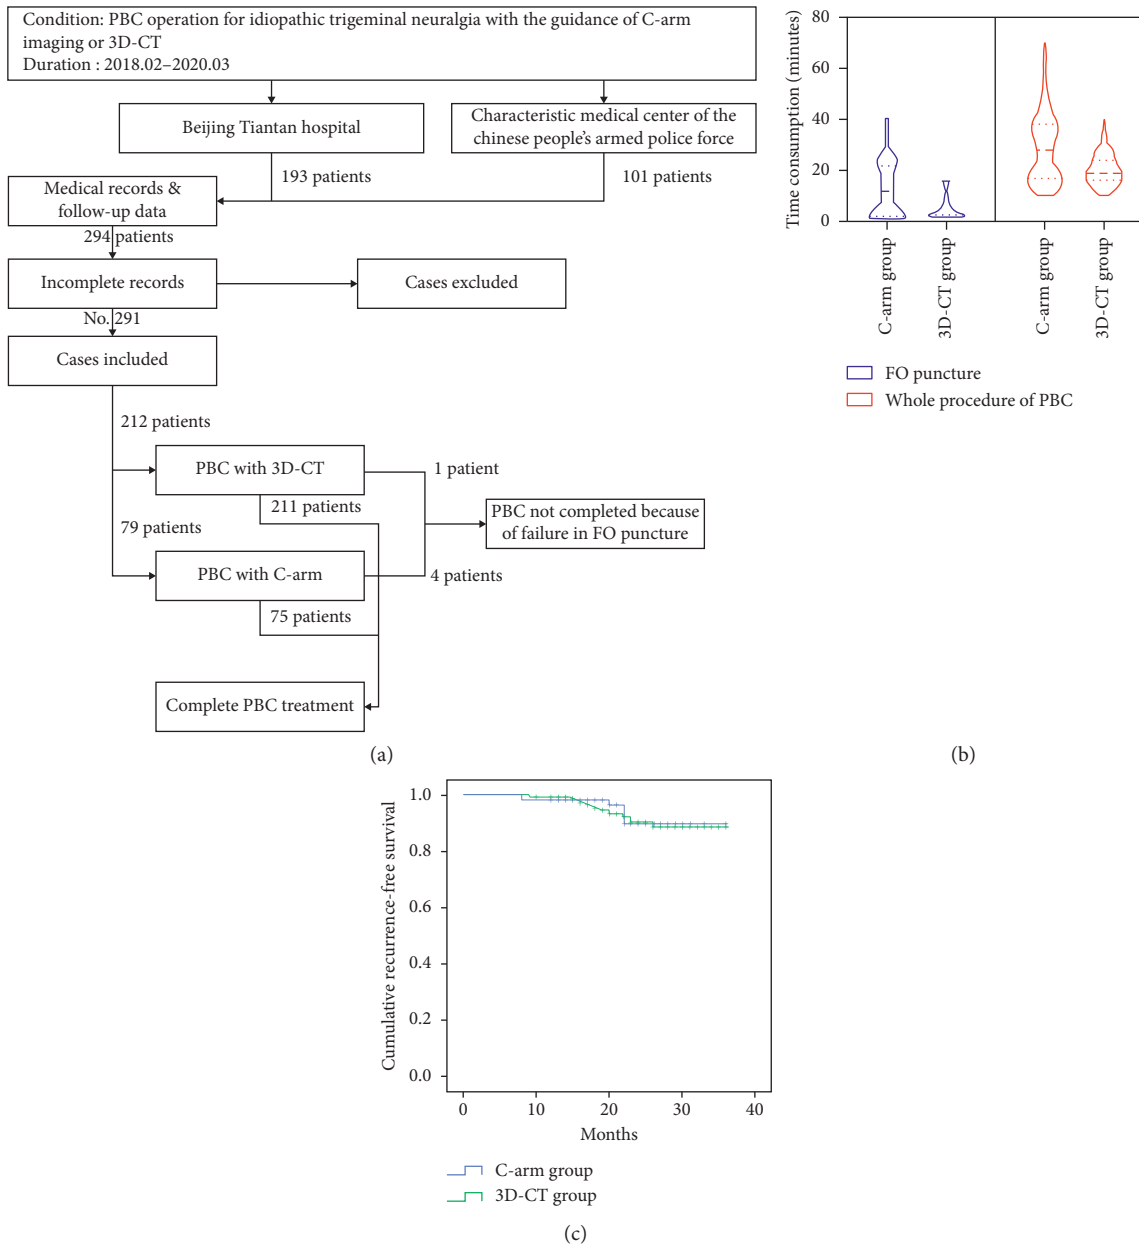 Condition: PBC operation for idiopathic trigeminal neuralgia with the guidance of C-arm
imaging or 3D-CT
Duration : 2018.02–2020.03
Beijing Tiantan hospital
Characteristic medical center of the
chinese people's armed police force
193 patients
101 patients
Medical records &
follow-up data
294 patients
Incomplete records
Cases excluded
No. 291
Cases included
212 patients
PBC with 3D-CT
1 patient
211 patients
PBC not completed because
of failure in FO puncture
79 patients
PBC with C-arm
4 patients
75 patients
Complete PBC treatment
(a)
Time consumption (minutes)
80
60
40
20
0
C-arm group
3D-CT group
C-arm group
3D-CT group
FO puncture
Whole procedure of PBC
(b)
Cumulative recurrence-free survival
1.0
0.8
0.6
0.4
0.2
0.0
0
10
20
30
40
Months
C-arm group
3D-CT group
(c)